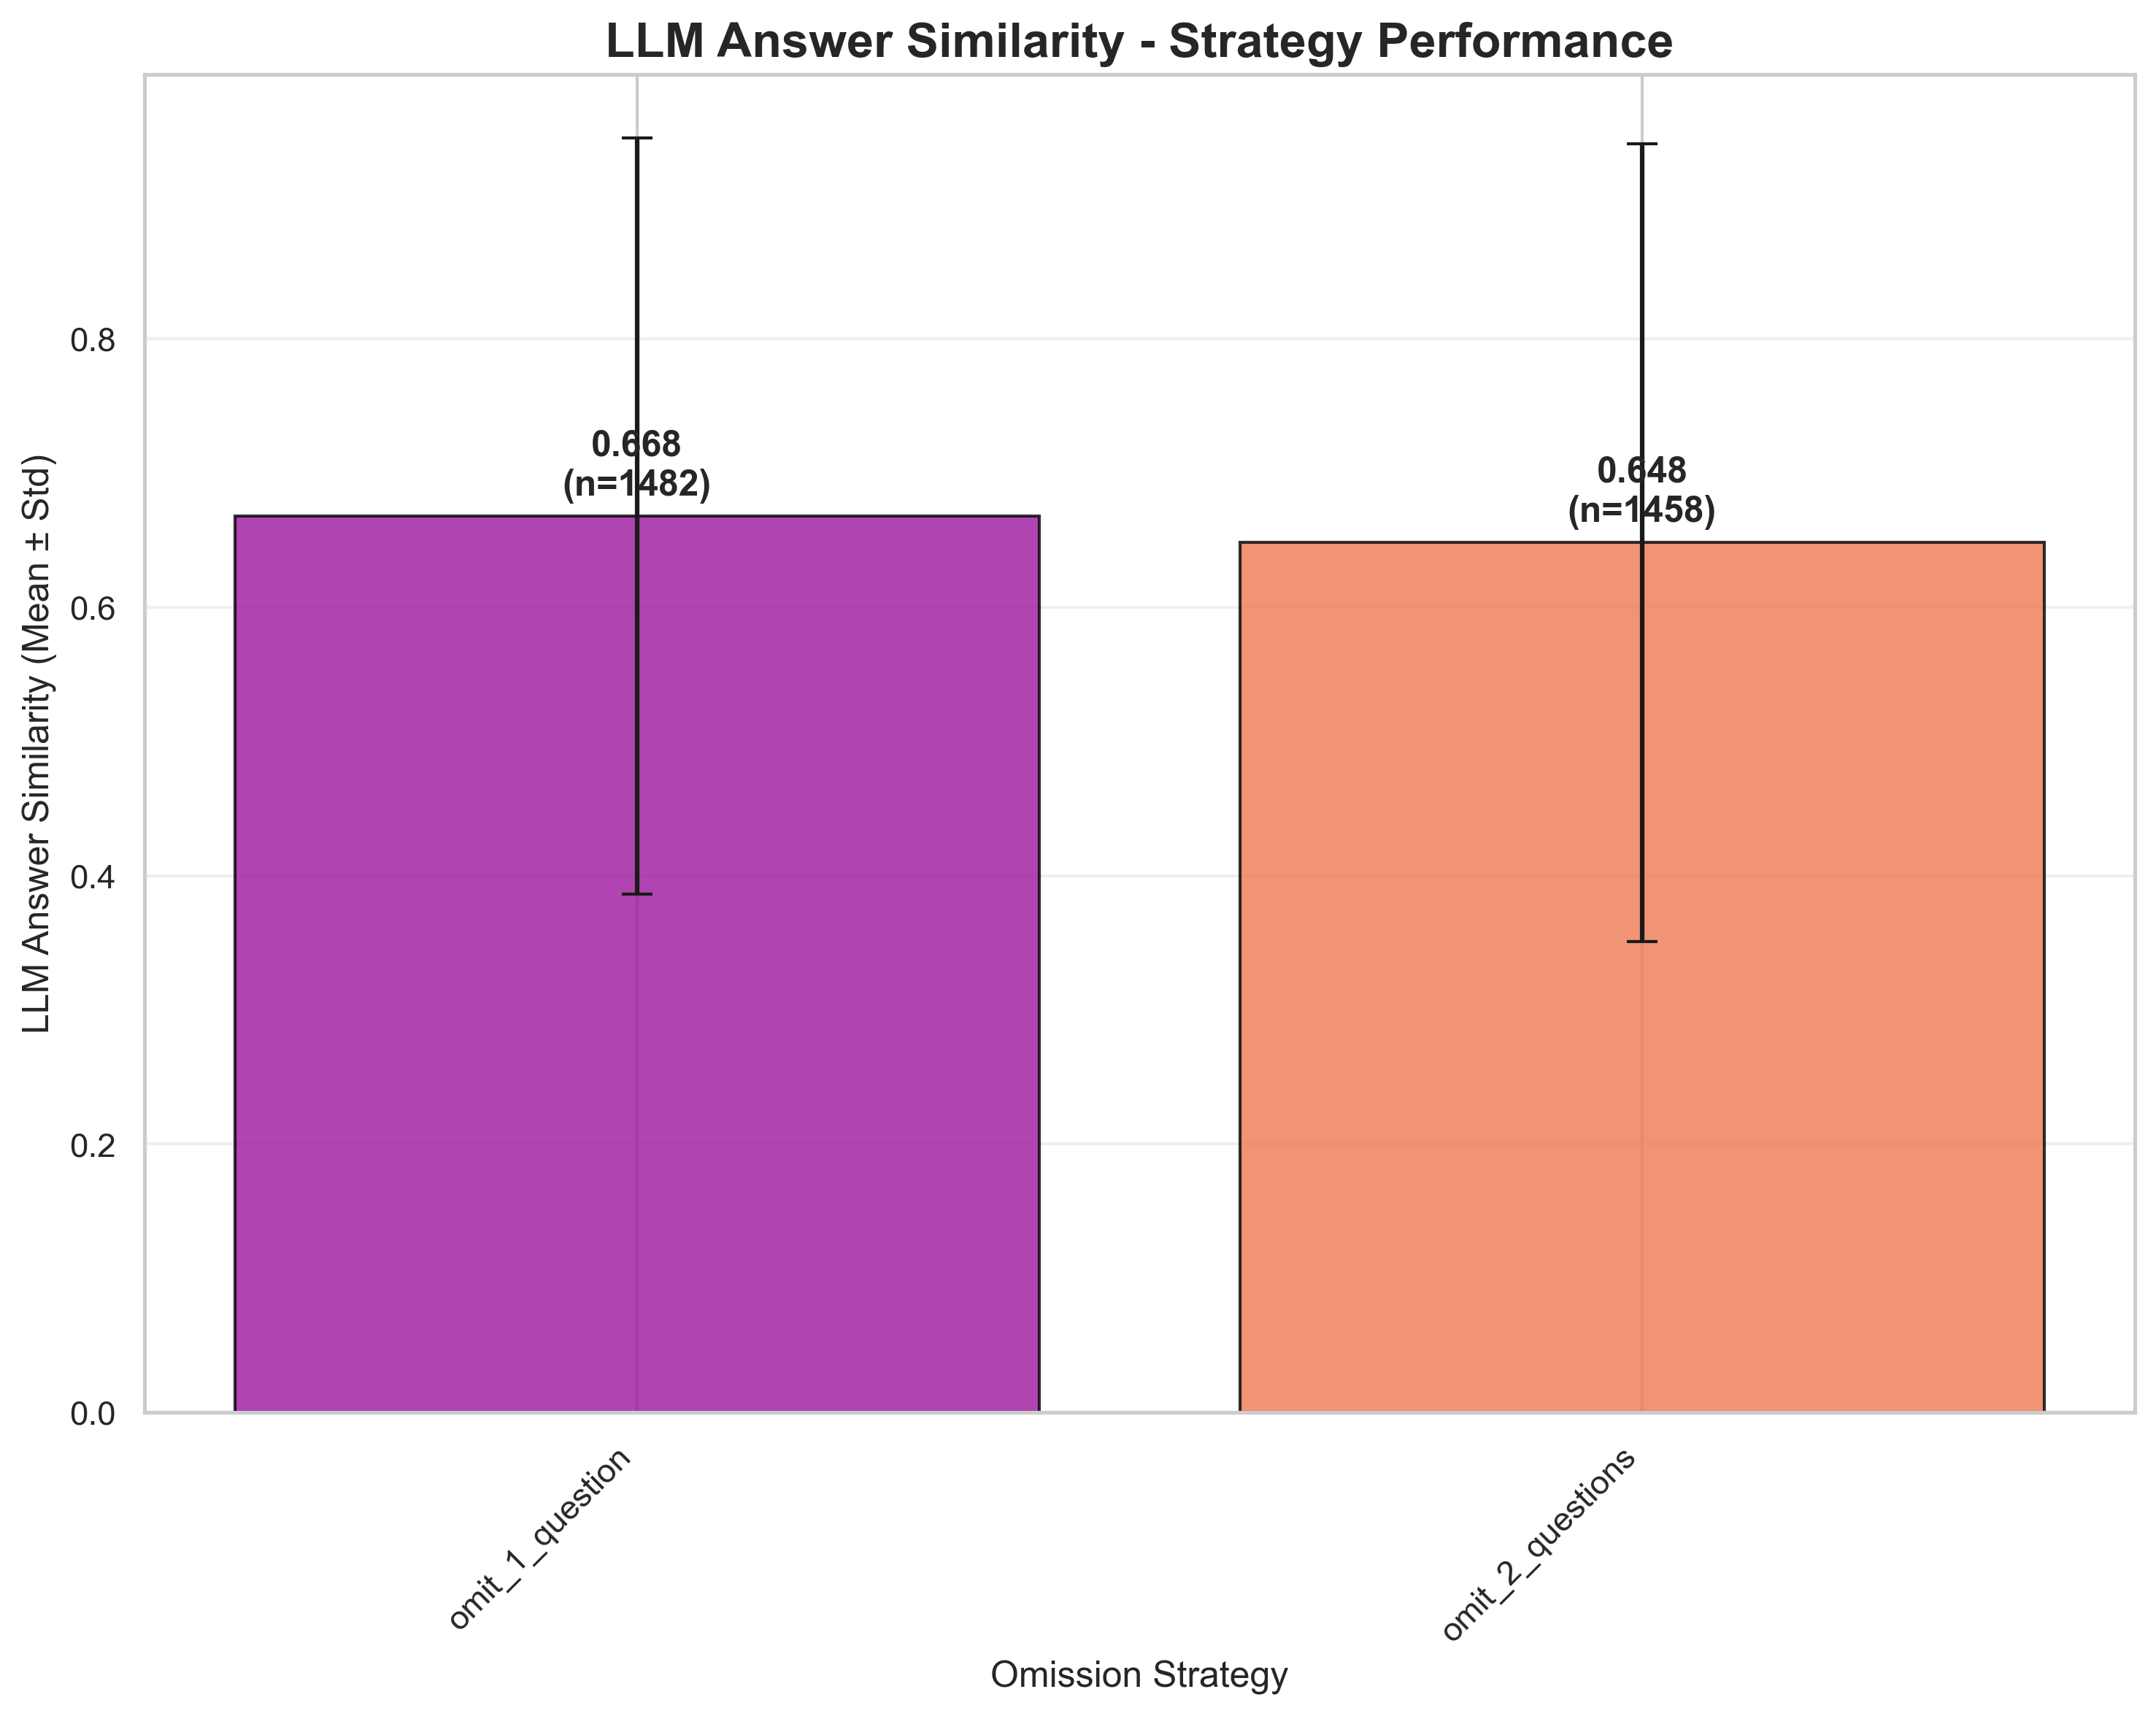 LLM Answer Similarity - Strategy Performance
LLM Answer Similarity (Mean ± Std)
0.8
0.6
0.4
0.2
0.0
0.668
(n=1482)
0.648
(n=1458)
omit_1_question
omit_2_questions
Omission Strategy